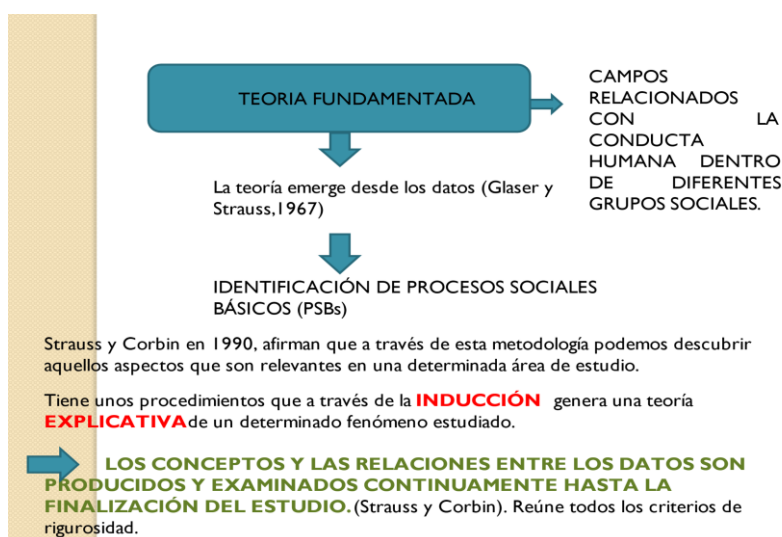 TEORIA FUNDAMENTADA
CAMPOS
RELACIONADOS
CON LA
CONDUCTA
HUMANA DENTRO
DE DIFERENTES
GRUPOS SOCIALES.
La teoría emerge desde los datos (Glaser y
Strauss,1967)
IDENTIFICACIÓN DE PROCESOS SOCIALES
BÁSICOS (PSBs)
Strauss y Corbin en 1990, afirman que a través de esta metodología podemos descubrir
aquellos aspectos que son relevantes en una determinada área de estudio.
Tiene unos procedimientos que a través de la INDUCCIÓN genera una teoría
EXPLICATIVA de un determinado fenómeno estudiado.
LOS CONCEPTOS Y LAS RELACIONES ENTRE LOS DATOS SON
PRODUCIDOS Y EXAMINADOS CONTINUAMENTE HASTA LA
FINALIZACIÓN DEL ESTUDIO. (Strauss y Corbin). Reúne todos los criterios de
rigurosidad.